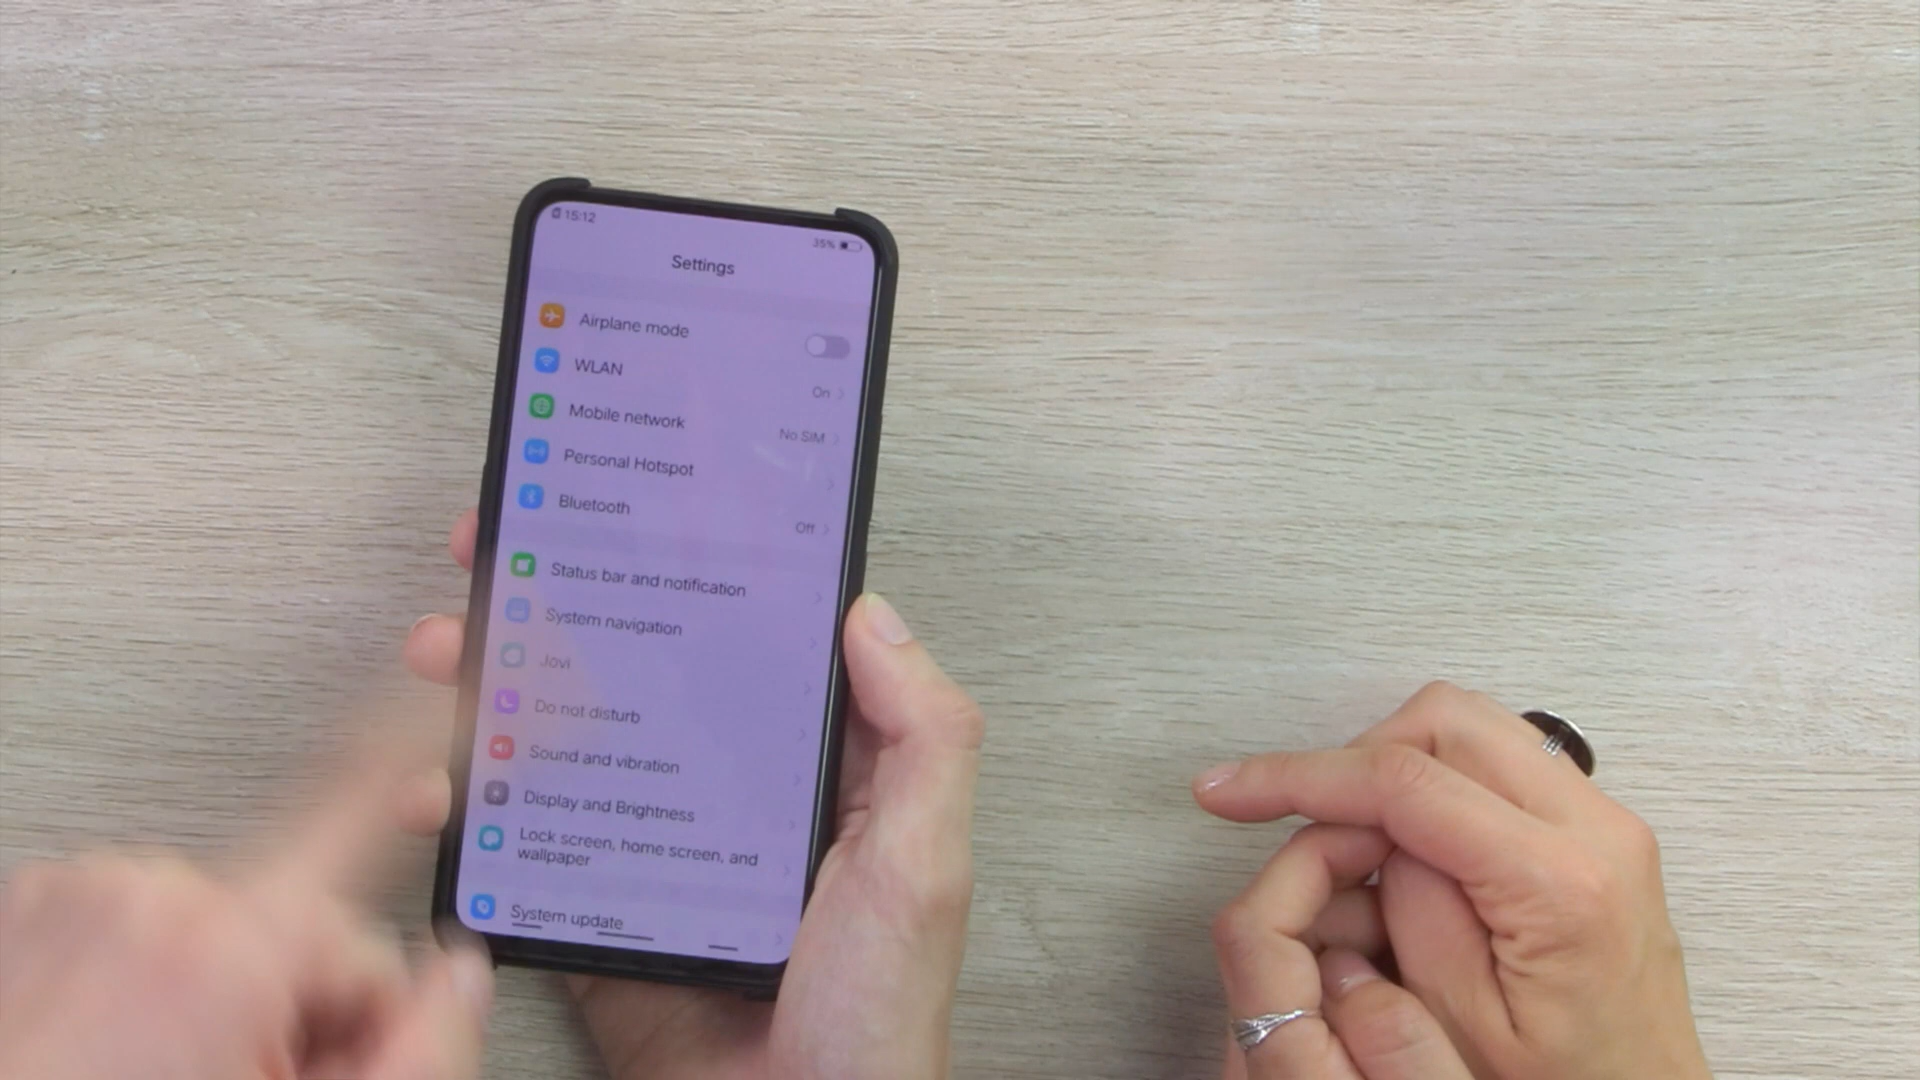 15:12
35%
Settings
Airplane mode
WLAN
On
Mobile network
No SIM
Personal Hotspot
Bluetooth
Off
Status bar and notification
System navigation
Jovi
Do not disturb
Sound and vibration
Display and Brightness
Lock screen, home screen, and
wallpaper
System update